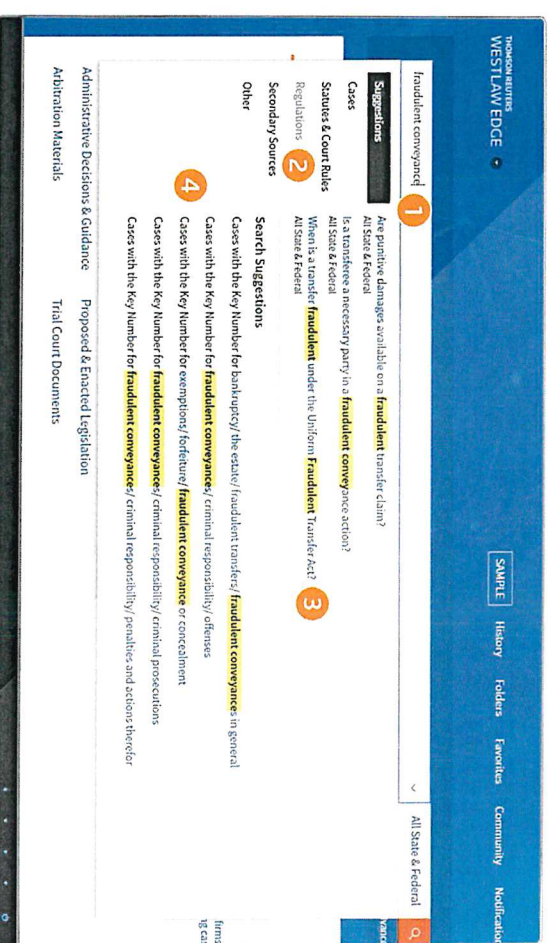 THOMSON REUTERS
WESTLAW EDGE
SAMPLE
History Folders Favorites Community Notification
fraudulent conveyance
1
All State & Federal
Suggestions
Cases
Statutes & Court Rules
Regulations
2
Secondary Sources
Other
Are punitive damages available on a fraudulent transfer claim?
All State & Federal
Is a transferee a necessary party in a fraudulent conveyance action?
All State & Federal
When is a transfer fraudulent under the Uniform Fraudulent Transfer Act?
3
All State & Federal
Search Suggestions
Cases with the Key Number for bankruptcy/ the estate/ fraudulent transfers/ fraudulent conveyances in general
Cases with the Key Number for fraudulent conveyances/ criminal responsibility/ offenses
4
Cases with the Key Number for exemptions/ forfeiture/ fraudulent conveyance or concealment
Cases with the Key Number for fraudulent conveyances/ criminal responsibility/ criminal prosecutions
Cases with the Key Number for fraudulent conveyances/ criminal responsibility/ penalties and actions therefor
firms
Administrative Decisions & Guidance
Proposed & Enacted Legislation
Arbitration Materials
Trial Court Documents